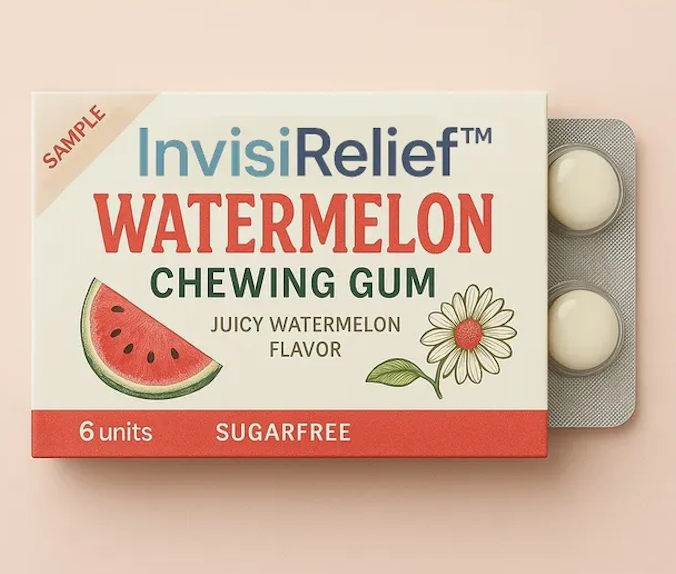 SAMPLE
InvisiRelief™
WATERMELON
CHEWING GUM
JUICY WATERMELON
FLAVOR
6 units
SUGARFREE